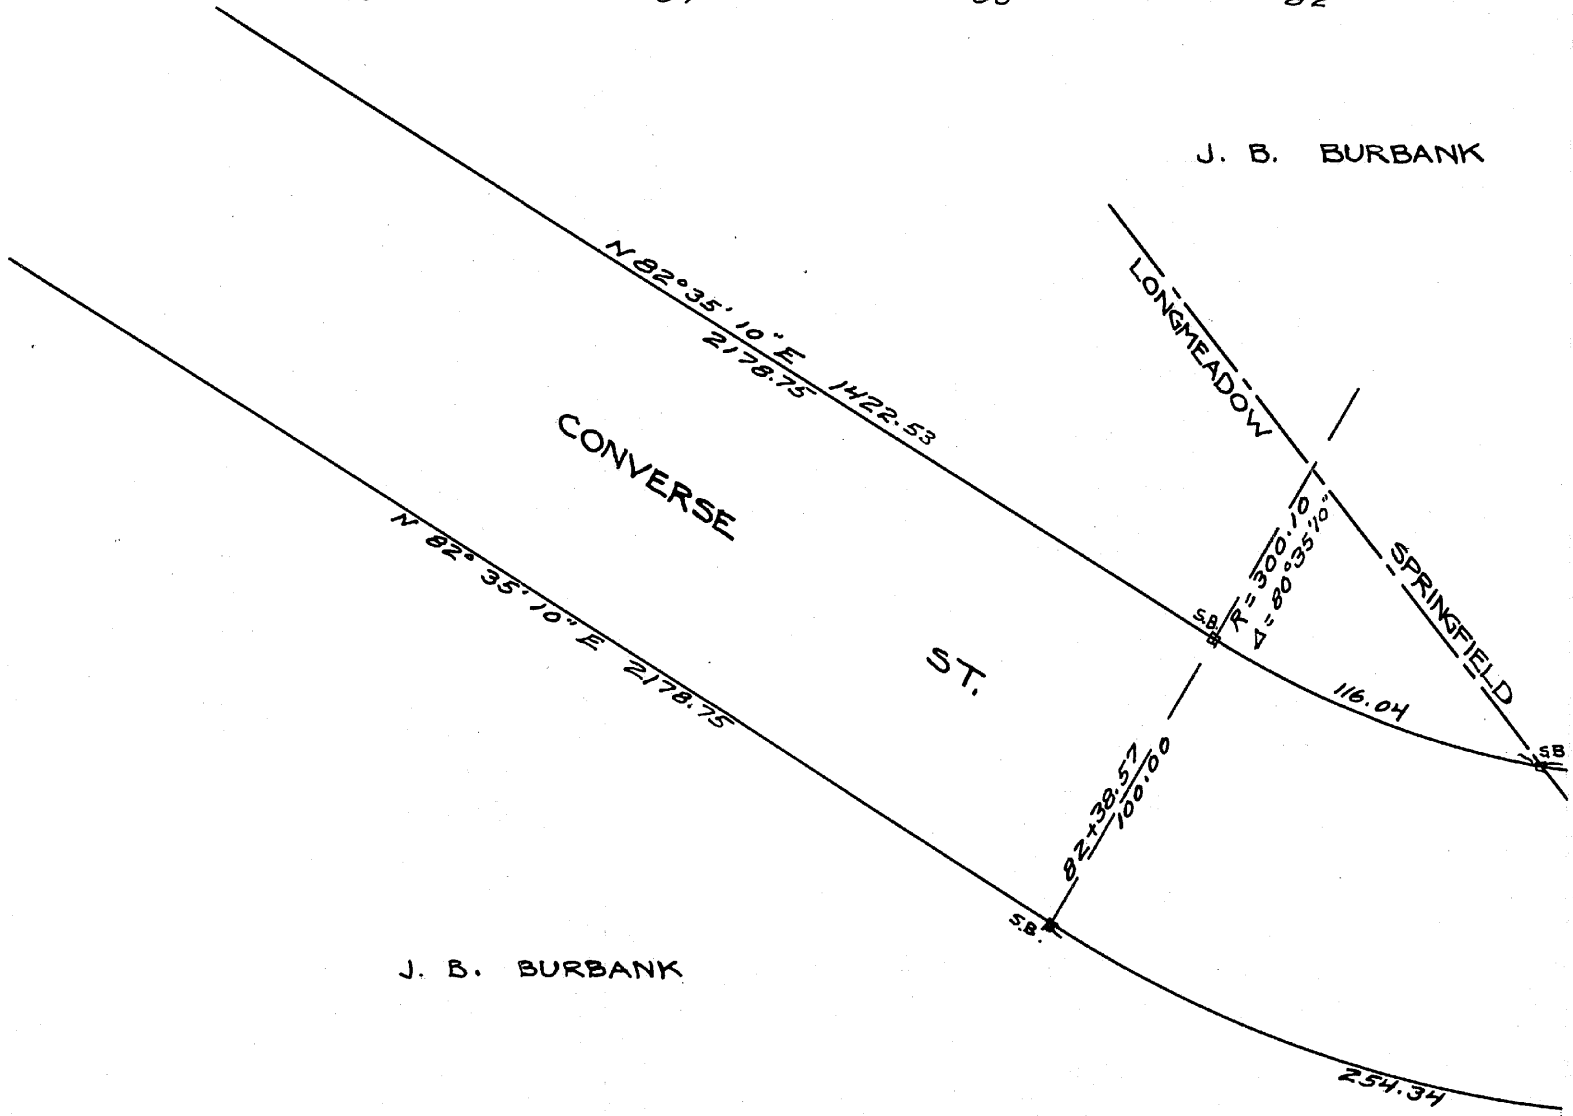 J. B. BURBANK
LONGMEADOW
SPRINGFIELD
N 82° 35' 10" E 1422.53
2178.75
CONVERSE
ST.
N 82° 35' 10" E 2178.75
S.B.
R = 300.10
Δ = 80° 35' 10"
116.04
S.B
82+38.57
100.00
S.B.
J. B. BURBANK
254.34